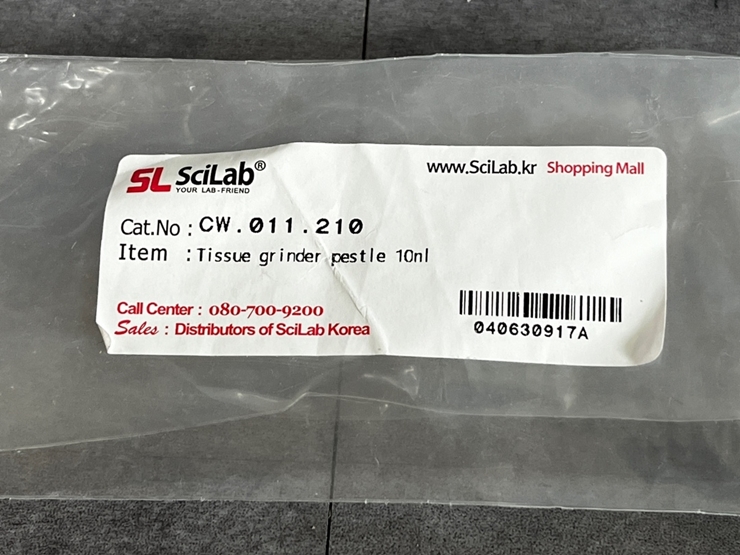 SL SciLab®
YOUR LAB-FRIEND
www.SciLab.kr Shopping Mall
Cat.No : CW.011.210
Item : Tissue grinder pestle 10nl
Call Center : 080-700-9200
Sales : Distributors of SciLab Korea
040630917A